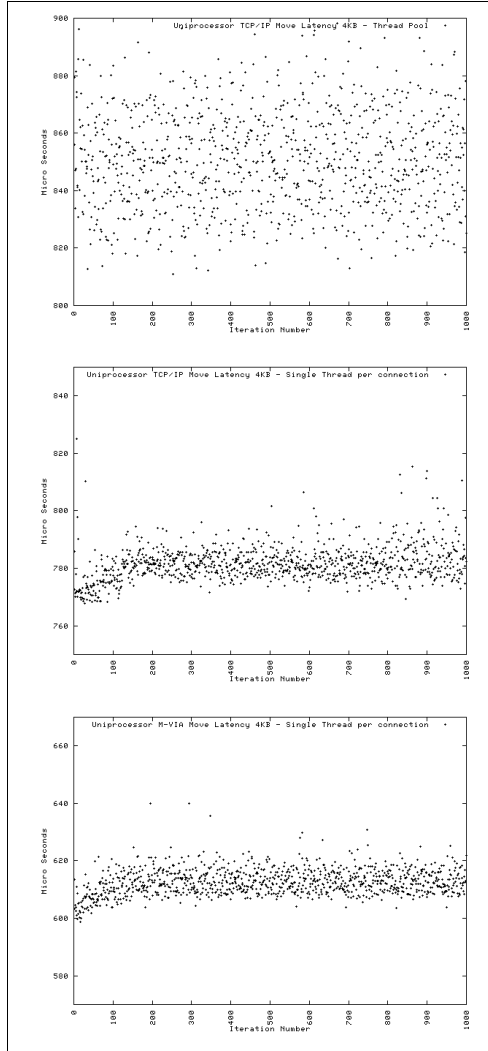 Uniprocessor TCP/IP Move Latency 4KB - Thread Pool
900
880
860
840
820
800
Micro Seconds
0 100 200 300 400 500 600 700 800 900 1000
Iteration Number
Uniprocessor TCP/IP Move Latency 4KB - Single Thread per connection
840
820
800
780
760
Micro Seconds
0 100 200 300 400 500 600 700 800 900 1000
Iteration Number
Uniprocessor M-VIA Move Latency 4KB - Single Thread per connection
660
640
620
600
580
Micro Seconds
0 100 200 300 400 500 600 700 800 900 1000
Iteration Number